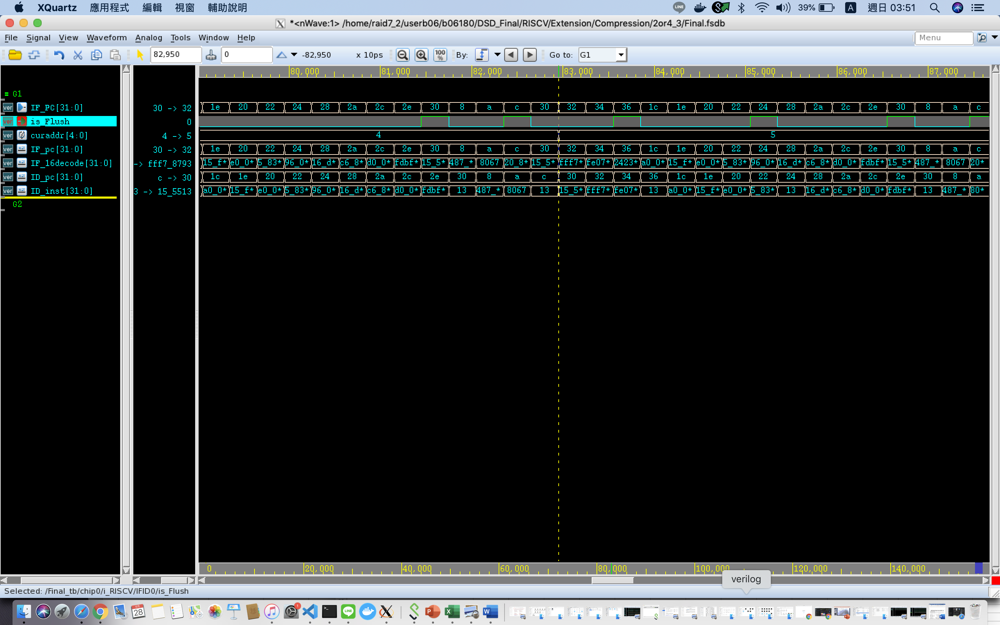 XQuartz 應用程式 編輯 視窗 輔助說明 LINE 39% A 週日 03:51
*<nWave:1> /home/raid7_2/userb06/b06180/DSD_Final/RISCV/Extension/Compression/2or4_3/Final.fsdb
File Signal View Waveform Analog Tools Window Help Menu
82,950 0 -82,950 x 10ps 100% By: Go to: G1
80,000 81,000 82,000 83,000 84,000 85,000 86,000 87,000
= G1
ver IF_PC[31:0] 30 -> 32 1e 20 22 24 28 2a 2c 2e 30 8 a c 30 32 34 36 1c 1e 20 22 24 28 2a 2c 2e 30 8 a c
ver is_Flush 0
ver curaddr[4:0] 4 -> 5 4 5
ver IF_pc[31:0] 30 -> 32 1e 20 22 24 28 2a 2c 2e 30 8 a c 30 32 34 36 1c 1e 20 22 24 28 2a 2c 2e 30 8 a c
ver IF_16decode[31:0] -> fff7_8793 15_f* e0_0* 5_83* 96_0* 16_d* c6_8* d0_0* fdbf* 15_5* 487_* 8067 20_8* 15_5* fff7* fe07* 2423* a0_0* 15_f* e0_0* 5_83* 96_0* 16_d* c6_8* d0_0* fdbf* 15_5* 487_* 8067 20*
ver ID_pc[31:0] c -> 30 1c 1e 20 22 24 28 2a 2c 2e 30 8 a c 30 32 34 36 1c 1e 20 22 24 28 2a 2c 2e 30 8 a
ver ID_inst[31:0] 3 -> 15_5513 a0_0* 15_f* e0_0* 5_83* 96_0* 16_d* c6_8* d0_0* fdbf* 13 487_* 8067 13 15_5* fff7* fe07* 13 a0_0* 15_f* e0_0* 5_83* 13 16_d* c6_8* d0_0* fdbf* 13 487_* 80*
G2
0 20,000 40,000 60,000 80,000 100,000 120,000 140,000
verilog
Selected: /Final_tb/chip0/i_RISCV/IFID0/is_Flush
6月
28
LINE
1
P
X
W